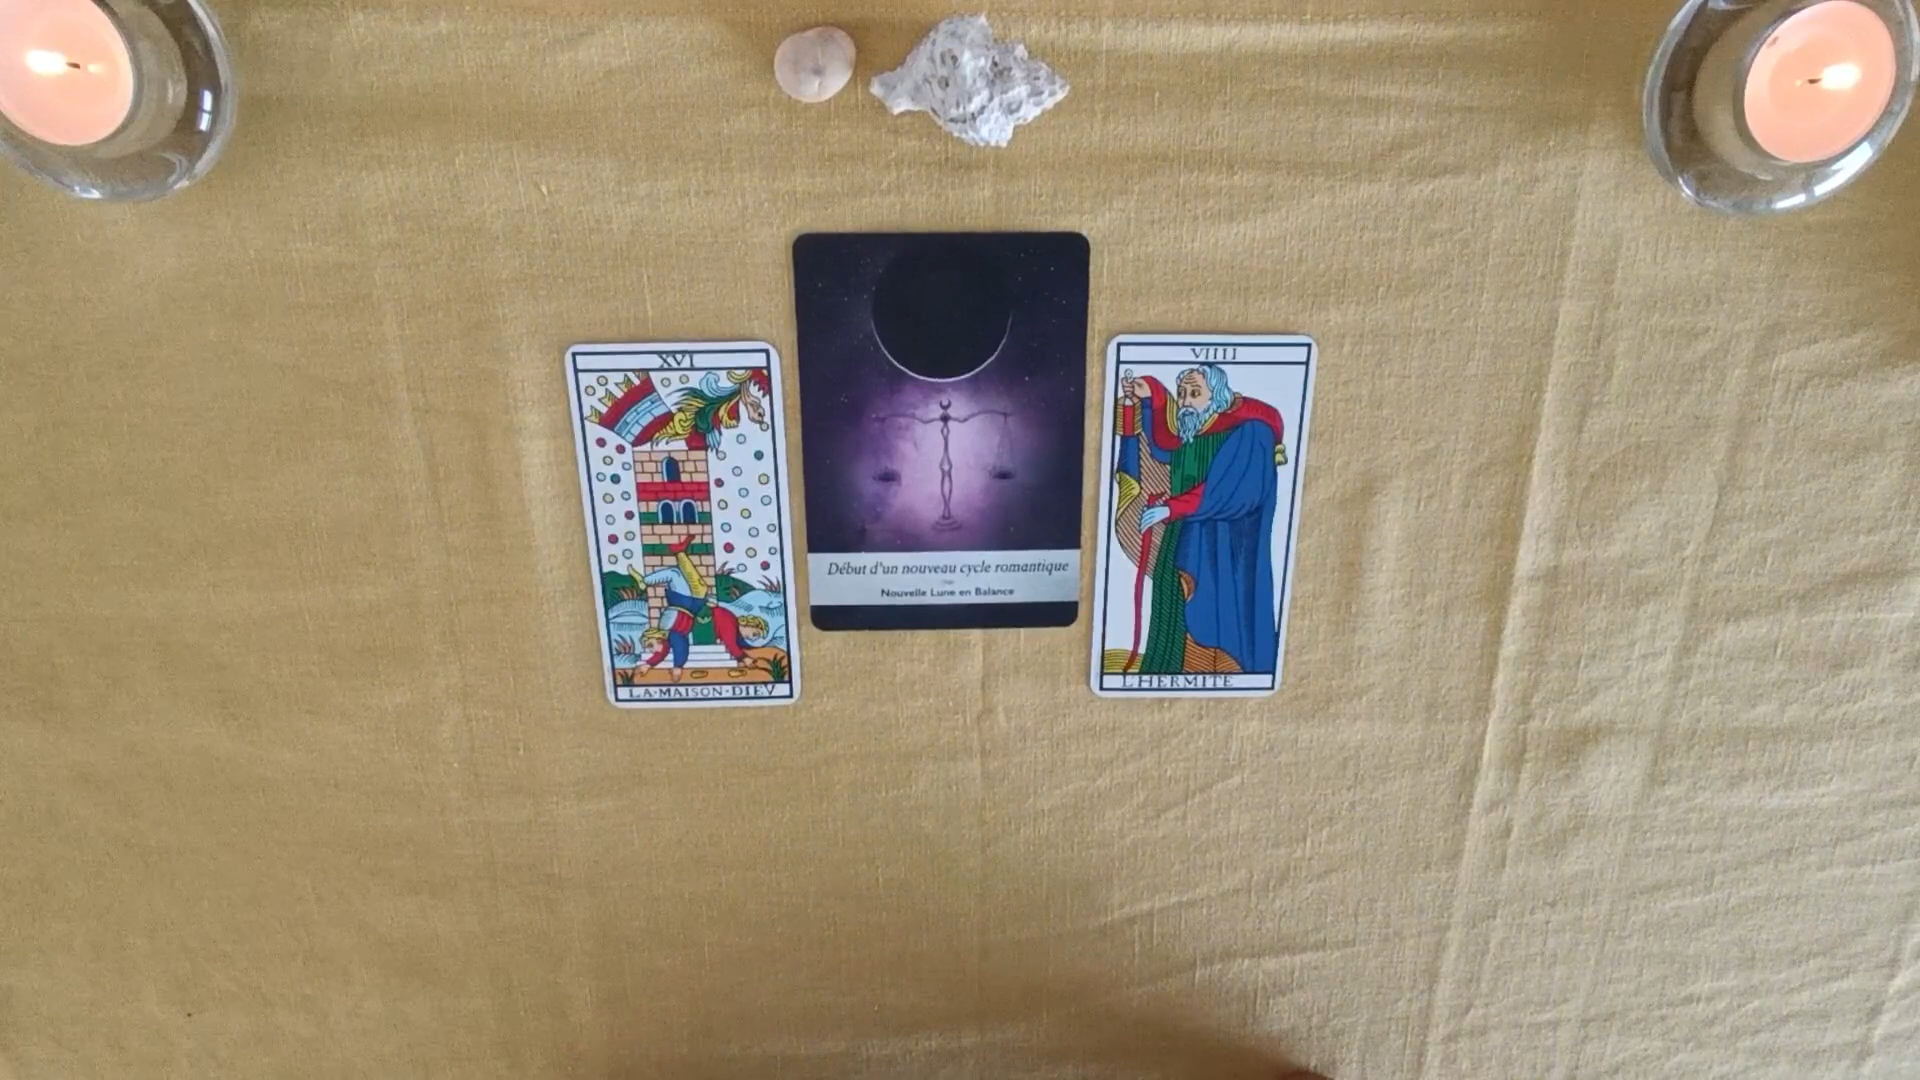 XVI
LA·MAISON·DIEV
Début d'un nouveau cycle romantique
Nouvelle Lune en Balance
VIIII
L'HERMITE